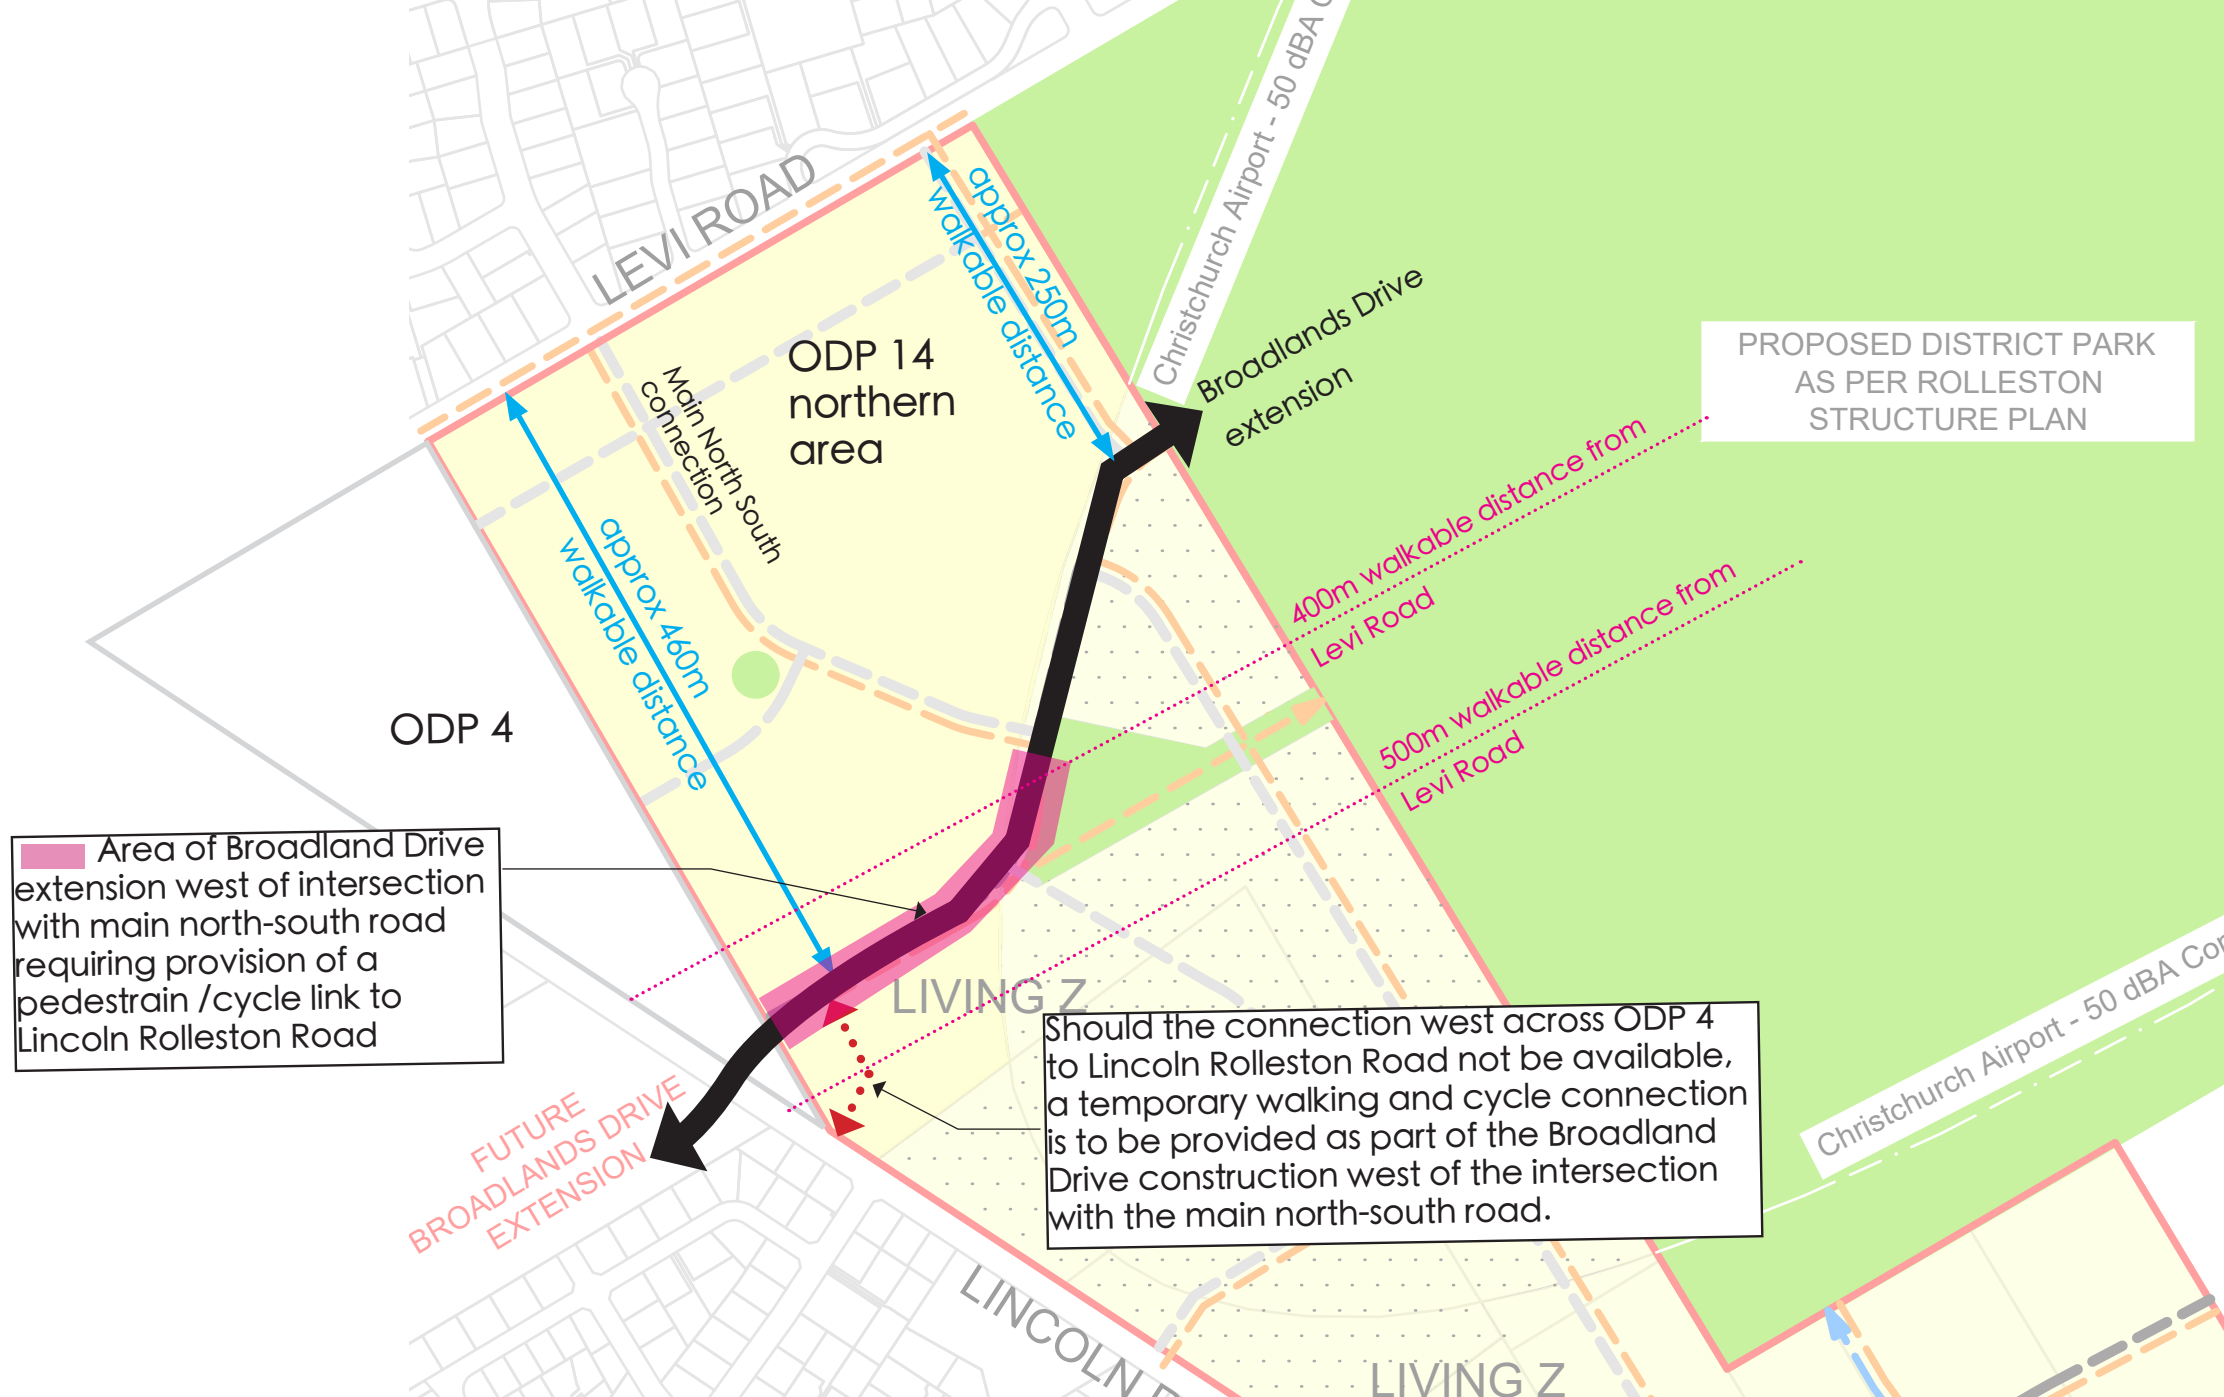 Christchurch Airport - 50 dBA
LEVI ROAD
approx 250m
walkable distance
Broadlands Drive
extension
PROPOSED DISTRICT PARK
AS PER ROLLESTON
STRUCTURE PLAN
ODP 14
northern
area
Main North South
connection
400m walkable distance from
Levi Road
approx 460m
walkable distance
500m walkable distance from
Levi Road
ODP 4
Area of Broadland Drive
extension west of intersection
with main north-south road
requiring provision of a
pedestrain /cycle link to
Lincoln Rolleston Road
LIVING Z
Should the connection west across ODP 4
to Lincoln Rolleston Road not be available,
a temporary walking and cycle connection
is to be provided as part of the Broadland
Drive construction west of the intersection
with the main north-south road.
Christchurch Airport - 50 dBA
FUTURE
BROADLANDS DRIVE
EXTENSION
LINCOLN
LIVING Z